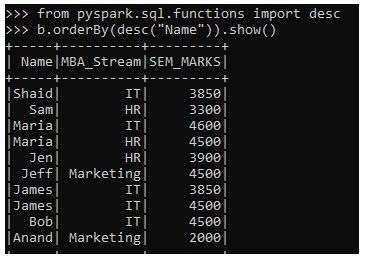 >>> from pyspark.sql.functions import desc
>>> b.orderBy(desc("Name")).show()
+------+----------+---------+
|  Name|MBA_Stream|SEM_MARKS|
+------+----------+---------+
|Shaid|        IT|     3850|
|  Sam|        HR|     3300|
|Maria|        IT|     4600|
|Maria|        HR|     4500|
|  Jen|        HR|     3900|
| Jeff| Marketing|     4500|
|James|        IT|     3850|
|James|        IT|     4500|
|  Bob|        IT|     4500|
|Anand| Marketing|     2000|